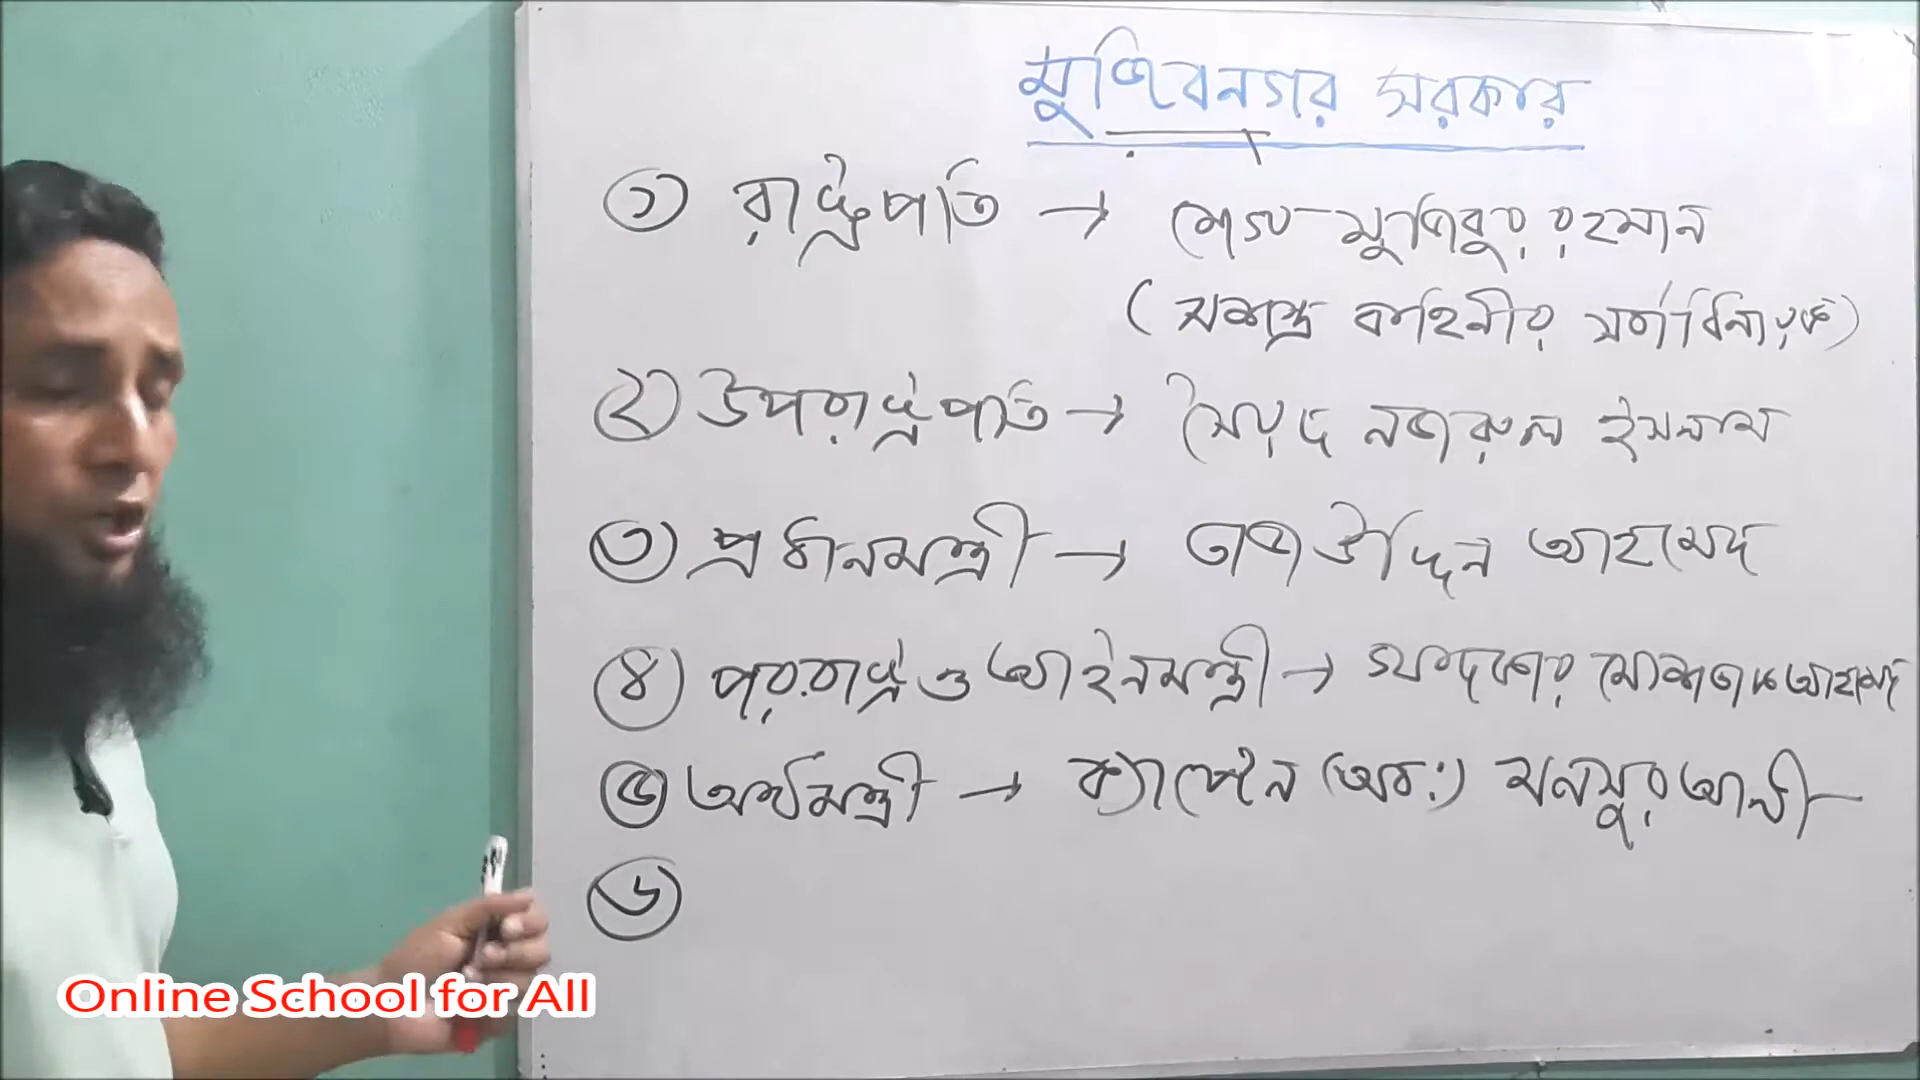 মুজিবনগর সরকার
১ রাষ্ট্রপতি → শেখ মুজিবুর রহমান
(সশস্ত্র বাহিনীর সর্বাধিনায়ক)
২ উপরাষ্ট্রপতি → সৈয়দ নজরুল ইসলাম
৩ প্রধানমন্ত্রী → তাজউদ্দিন আহমেদ
৪ পররাষ্ট্র ও আইনমন্ত্রী → খন্দকার মোশতাক আহমেদ
৫ অর্থমন্ত্রী → ক্যাপ্টেন (অবঃ) মনসুর আলী
৬
Online School for All